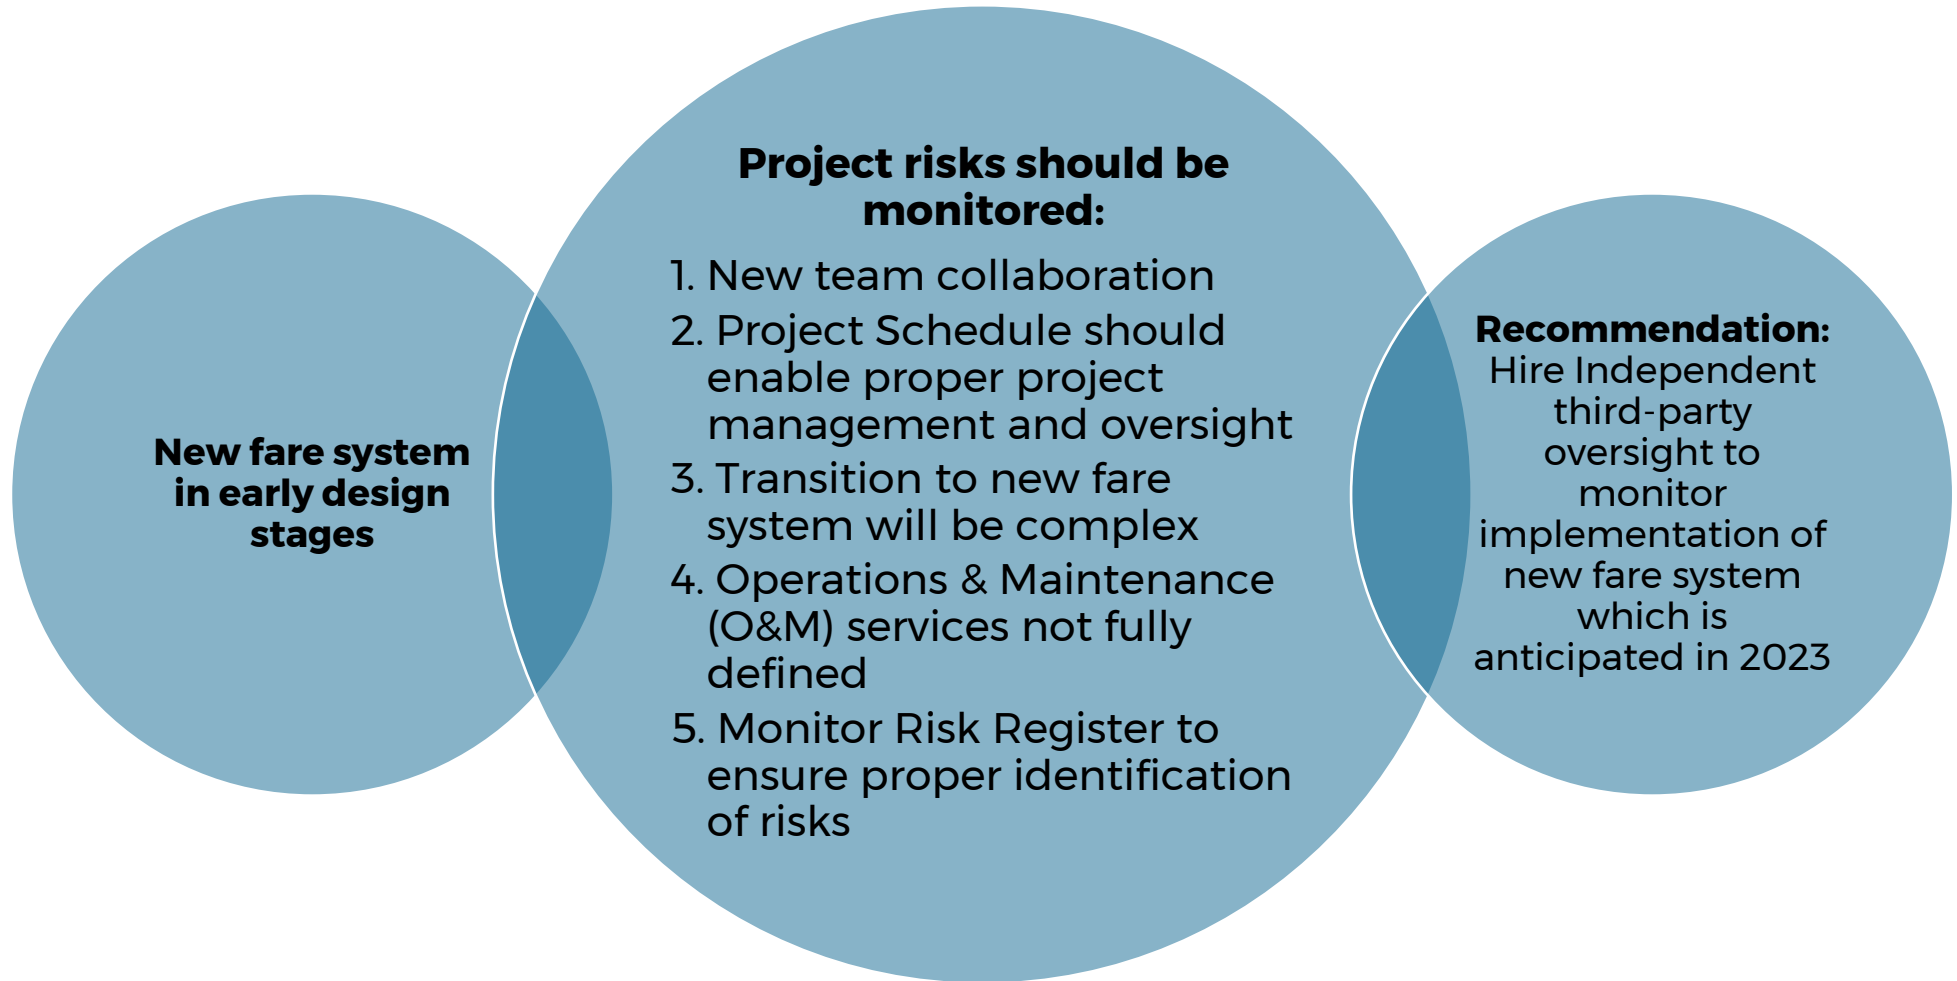 New fare system
in early design
stages
Project risks should be
monitored:
1. New team collaboration
2. Project Schedule should
enable proper project
management and oversight
3. Transition to new fare
system will be complex
4. Operations & Maintenance
(O&M) services not fully
defined
5. Monitor Risk Register to
ensure proper identification
of risks
Recommendation:
Hire Independent
third-party
oversight to
monitor
implementation of
new fare system
which is
anticipated in 2023